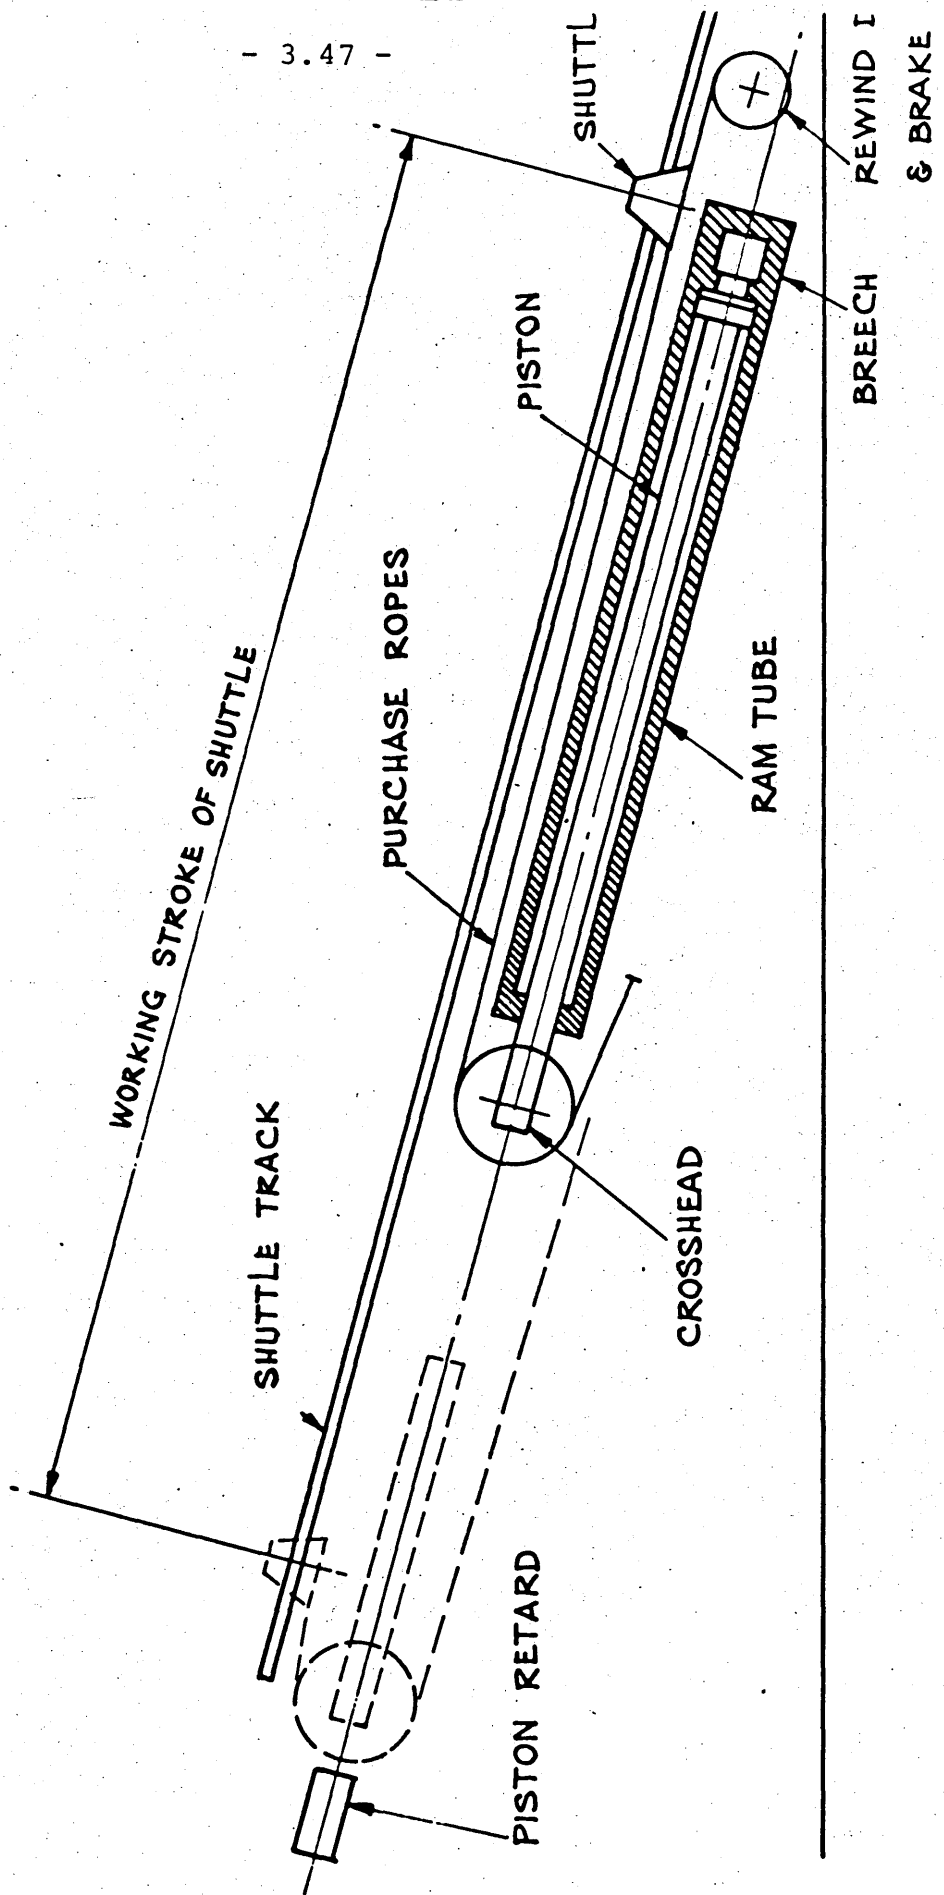 - 3.47 -
WORKING STROKE OF SHUTTLE
SHUTTLE TRACK
PURCHASE ROPES
PISTON
SHUTTL
PISTON RETARD
CROSSHEAD
RAM TUBE
BREECH
REWIND
& BRAKE